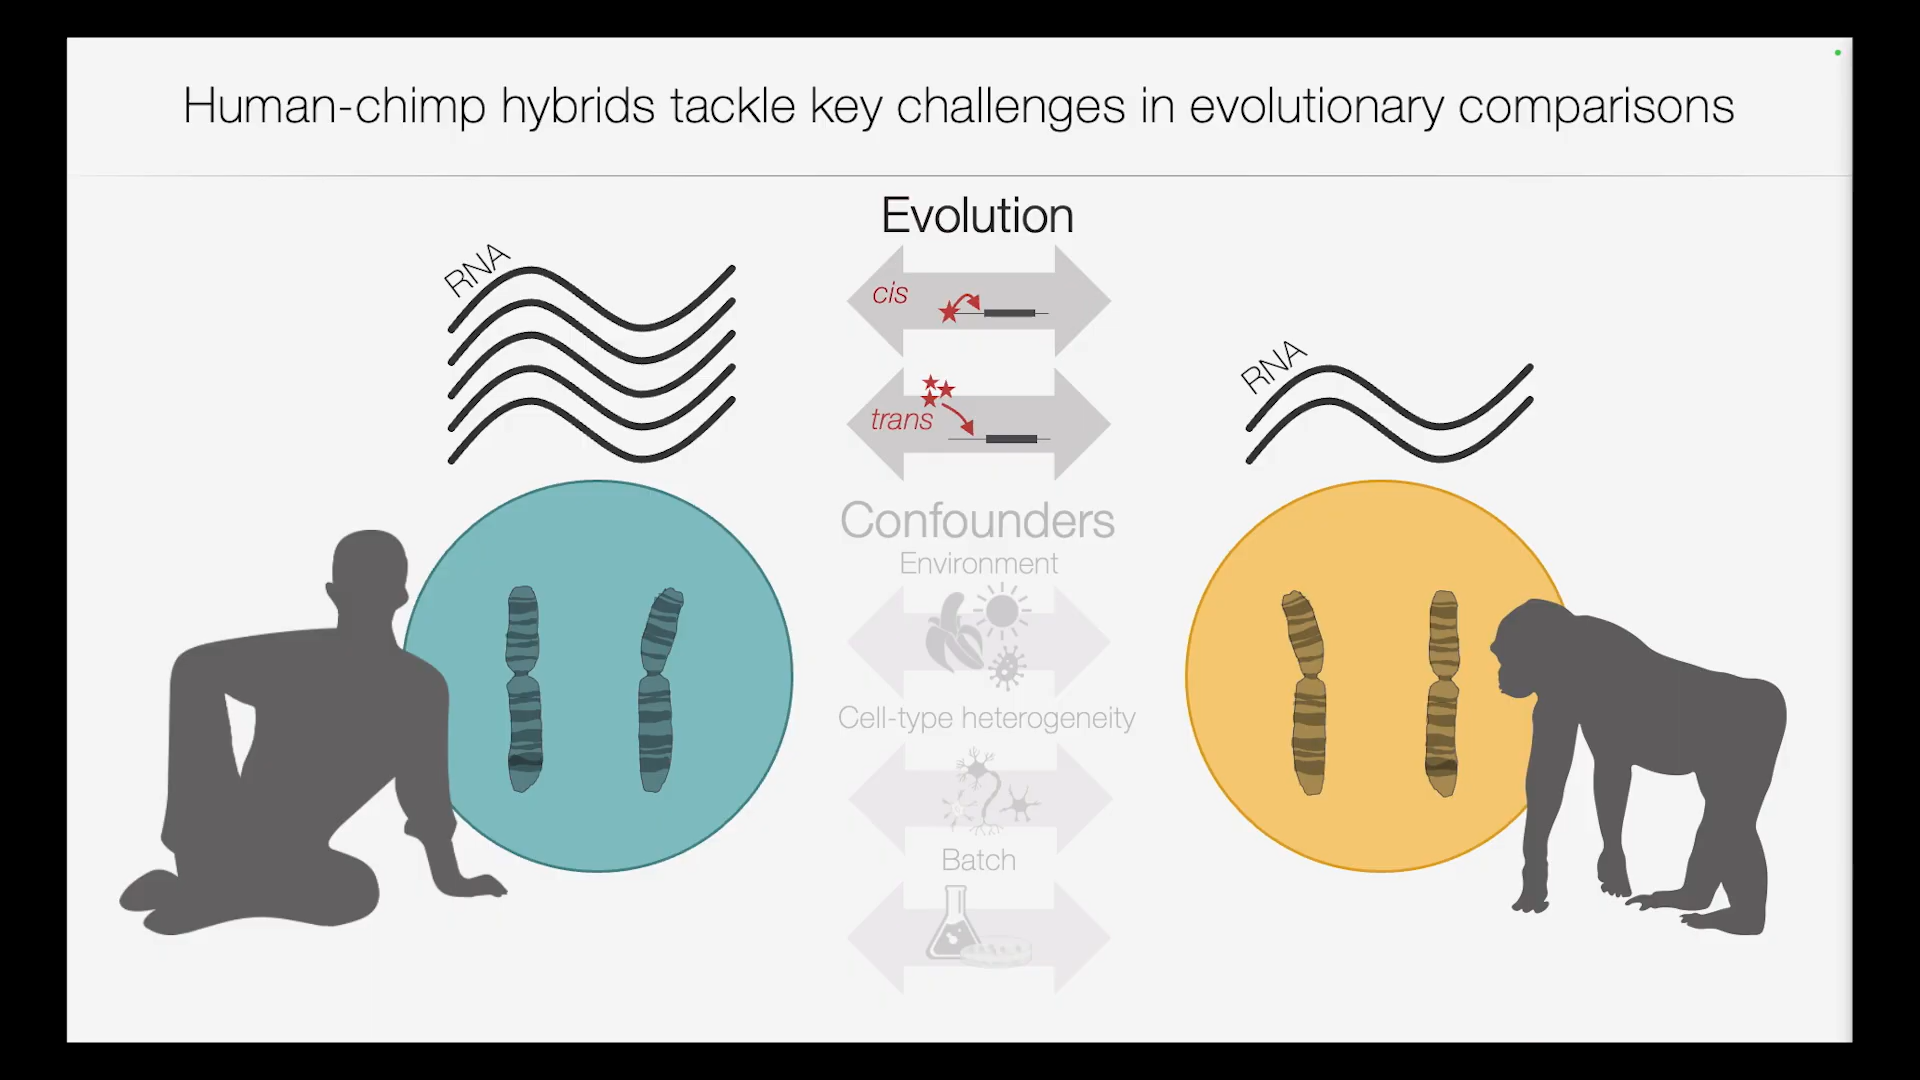 Human-chimp hybrids tackle key challenges in evolutionary comparisons
Evolution
RNA
cis
RNA
trans
Confounders
Environment
Cell-type heterogeneity
Batch